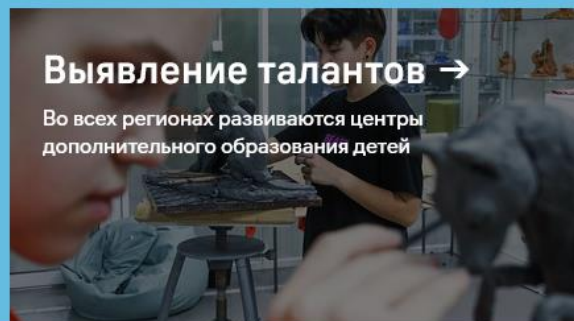 Выявление талантов →
Во всех регионах развиваются центры
дополнительного образования детей